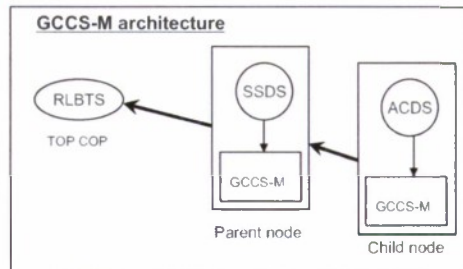 GCCS-M architecture
RLBTS
TOP COP
SSDS
GCCS-M
Parent node
ACDS
GCCS-M
Child node